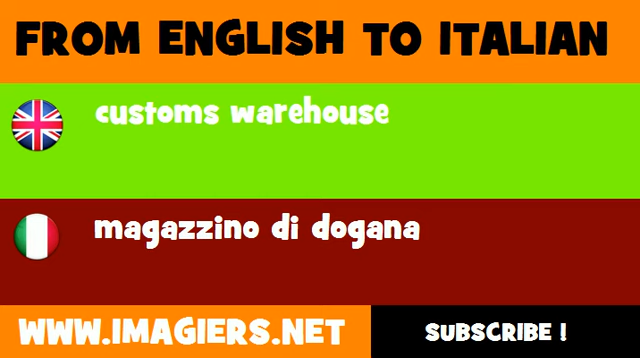 FROM ENGLISH TO ITALIAN
customs warehouse
magazzino di dogana
WWW.IMAGIERS.NET
SUBSCRIBE !